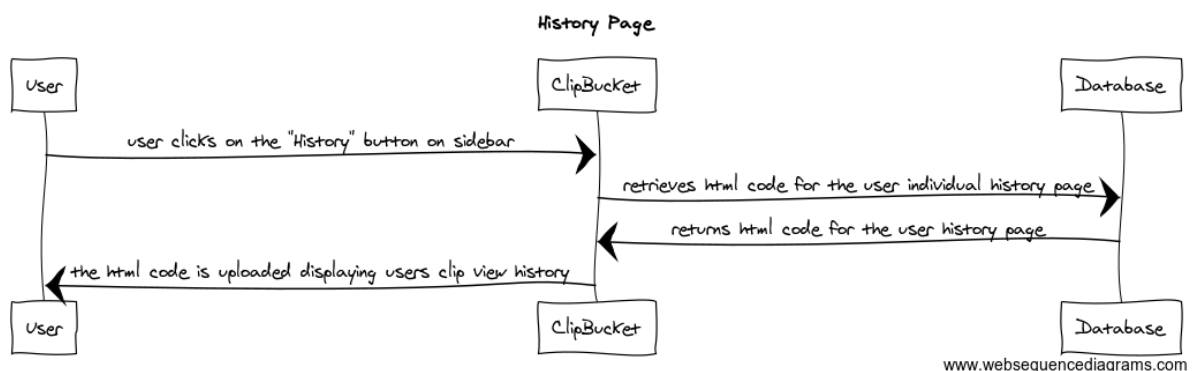 History Page
User
ClipBucket
Database
user clicks on the "History" button on sidebar
retrieves html code for the user individual history page
returns html code for the user history page
the html code is uploaded displaying users clip view history
User
ClipBucket
Database
www.websequencediagrams.com